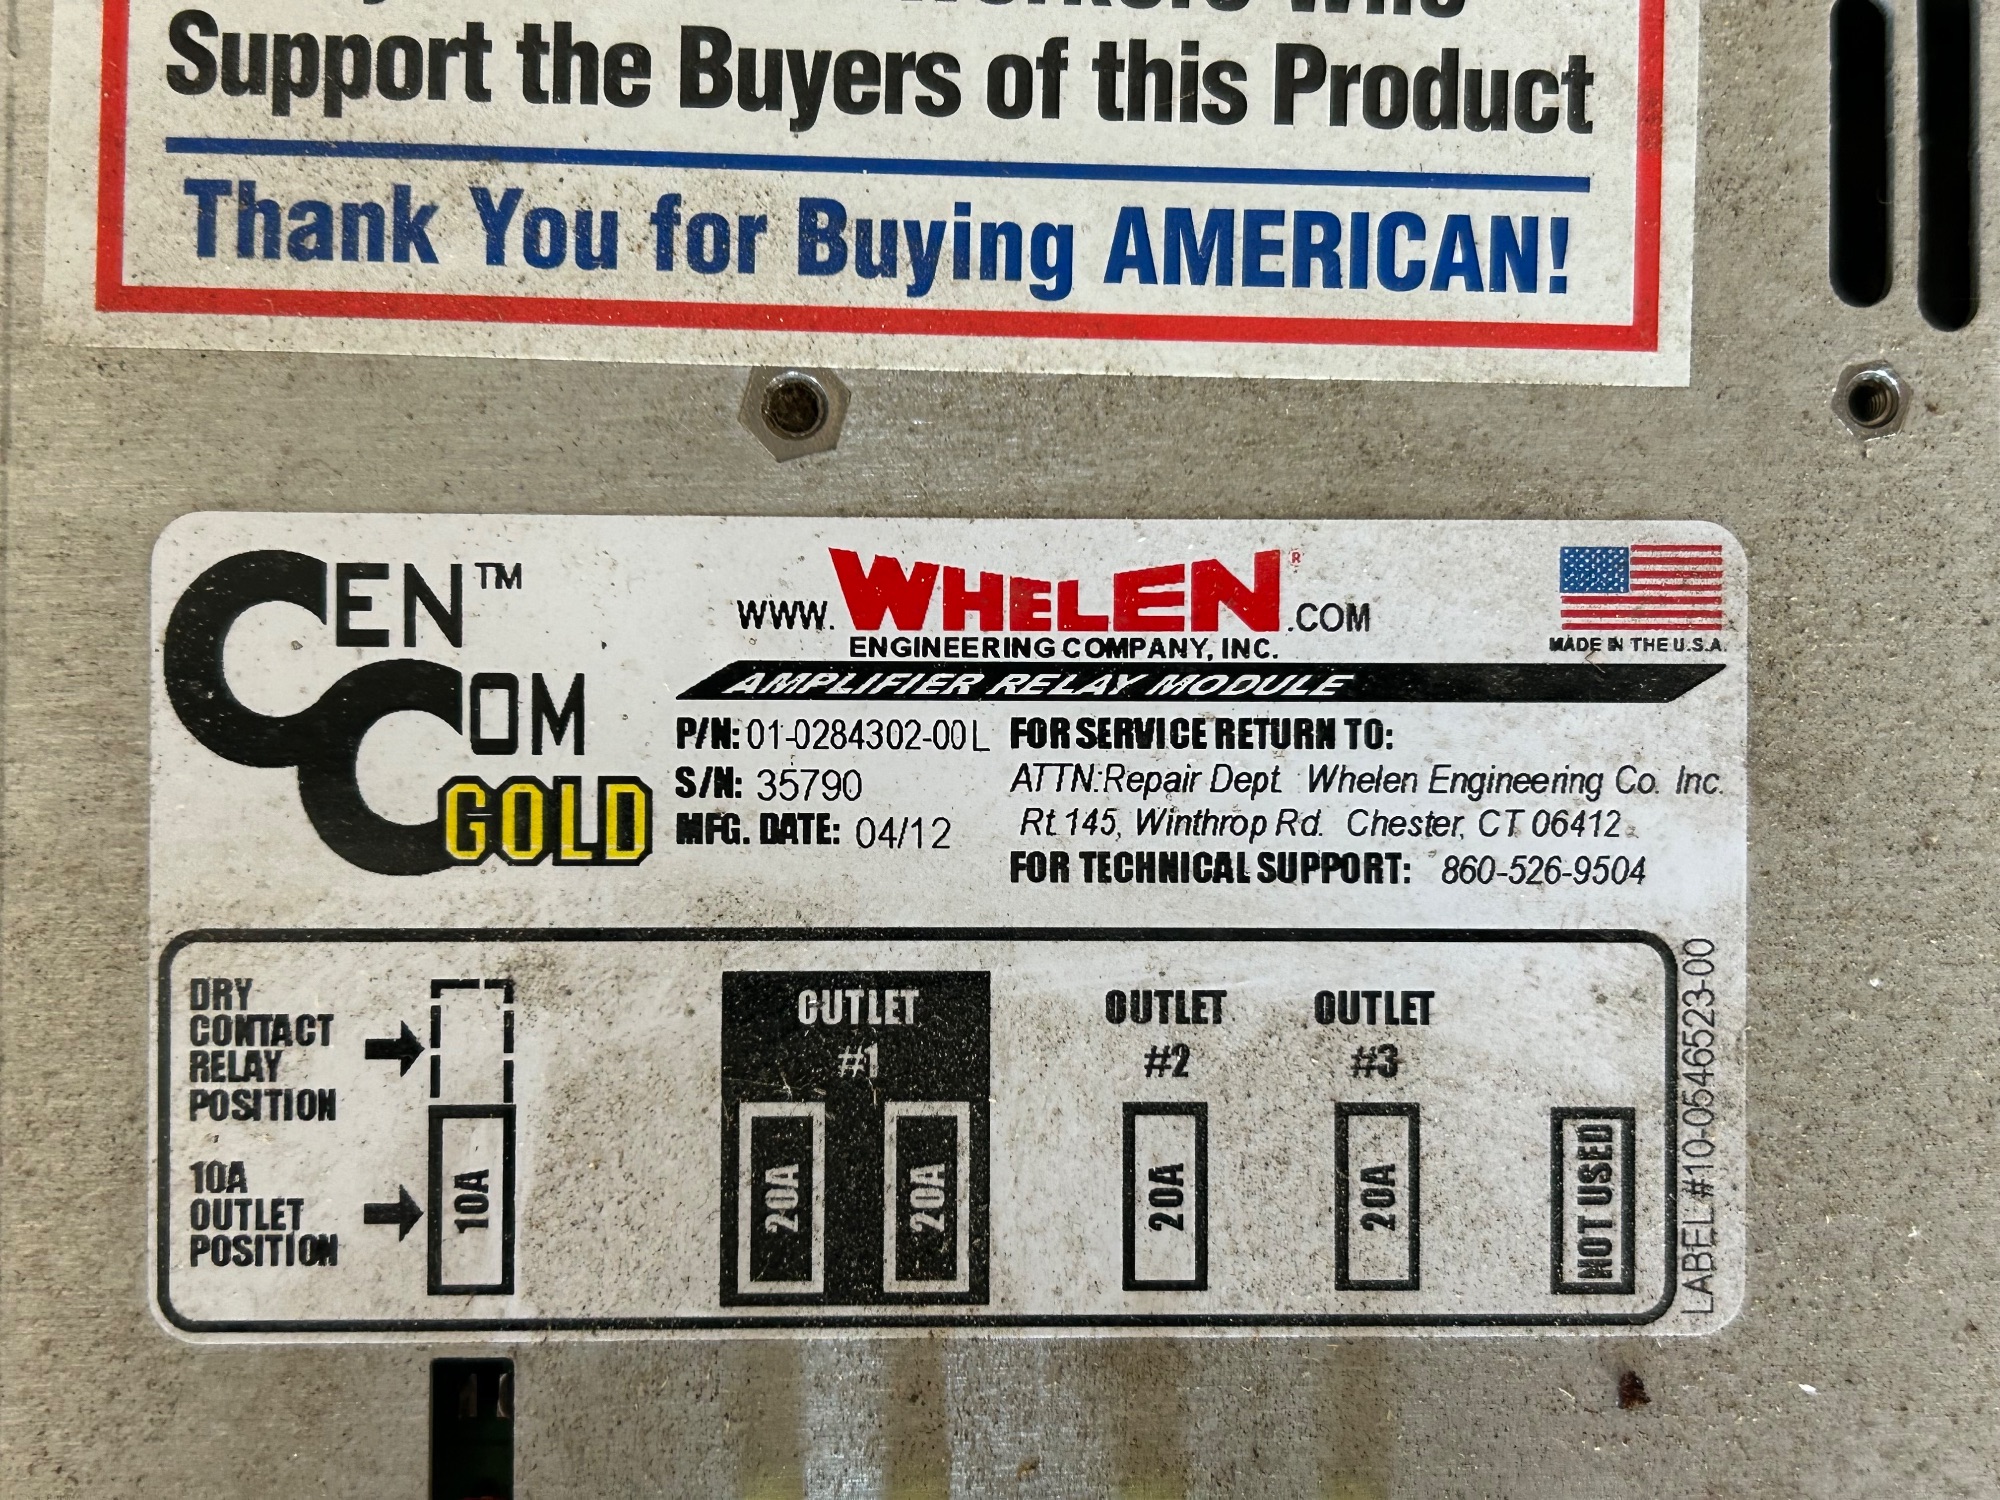 Support the Buyers of this Product
Thank You for Buying AMERICAN!
CEN™
COM
GOLD
WWW.WHELEN®.COM
ENGINEERING COMPANY, INC.
MADE IN THE U.S.A.
AMPLIFIER RELAY MODULE
P/N: 01-0284302-00L
S/N: 35790
MFG. DATE: 04/12
FOR SERVICE RETURN TO:
ATTN:Repair Dept Whelen Engineering Co. Inc.
Rt 145, Winthrop Rd. Chester, CT 06412
FOR TECHNICAL SUPPORT: 860-526-9504
DRY
CONTACT
RELAY
POSITION
10A
OUTLET
POSITION
10A
OUTLET
#1
20A
20A
OUTLET
#2
20A
OUTLET
#3
20A
NOT USED
LABEL #10-0546523-00